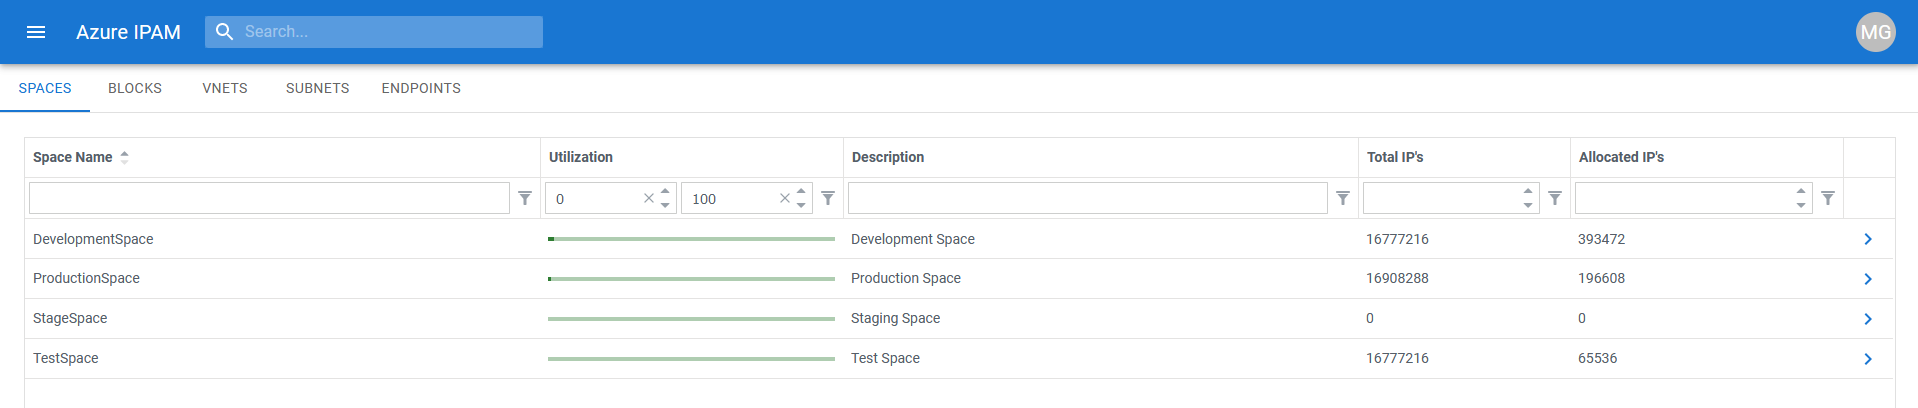 Azure IPAM Search... MG
SPACES BLOCKS VNETS SUBNETS ENDPOINTS
Space Name Utilization Description Total IP's Allocated IP's
0 100
DevelopmentSpace Development Space 16777216 393472
ProductionSpace Production Space 16908288 196608
StageSpace Staging Space 0 0
TestSpace Test Space 16777216 65536